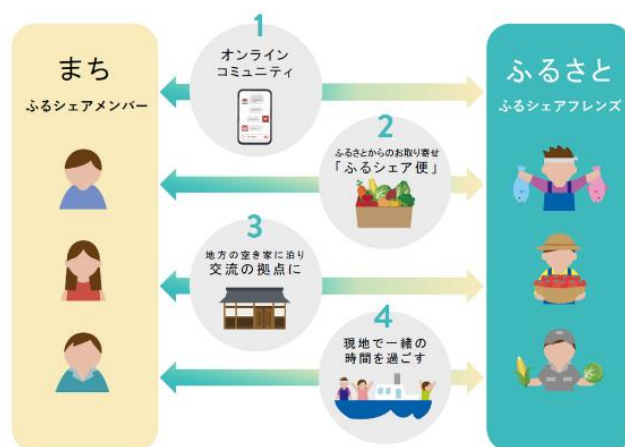 まち
ふるシェアメンバー
1
オンライン
コミュニティ
2
ふるさとからのお取り寄せ
「ふるシェア便」
3
地方の空き家に泊り
交流の拠点に
4
現地で一緒の
時間を過ごす
ふるさと
ふるシェアフレンズ